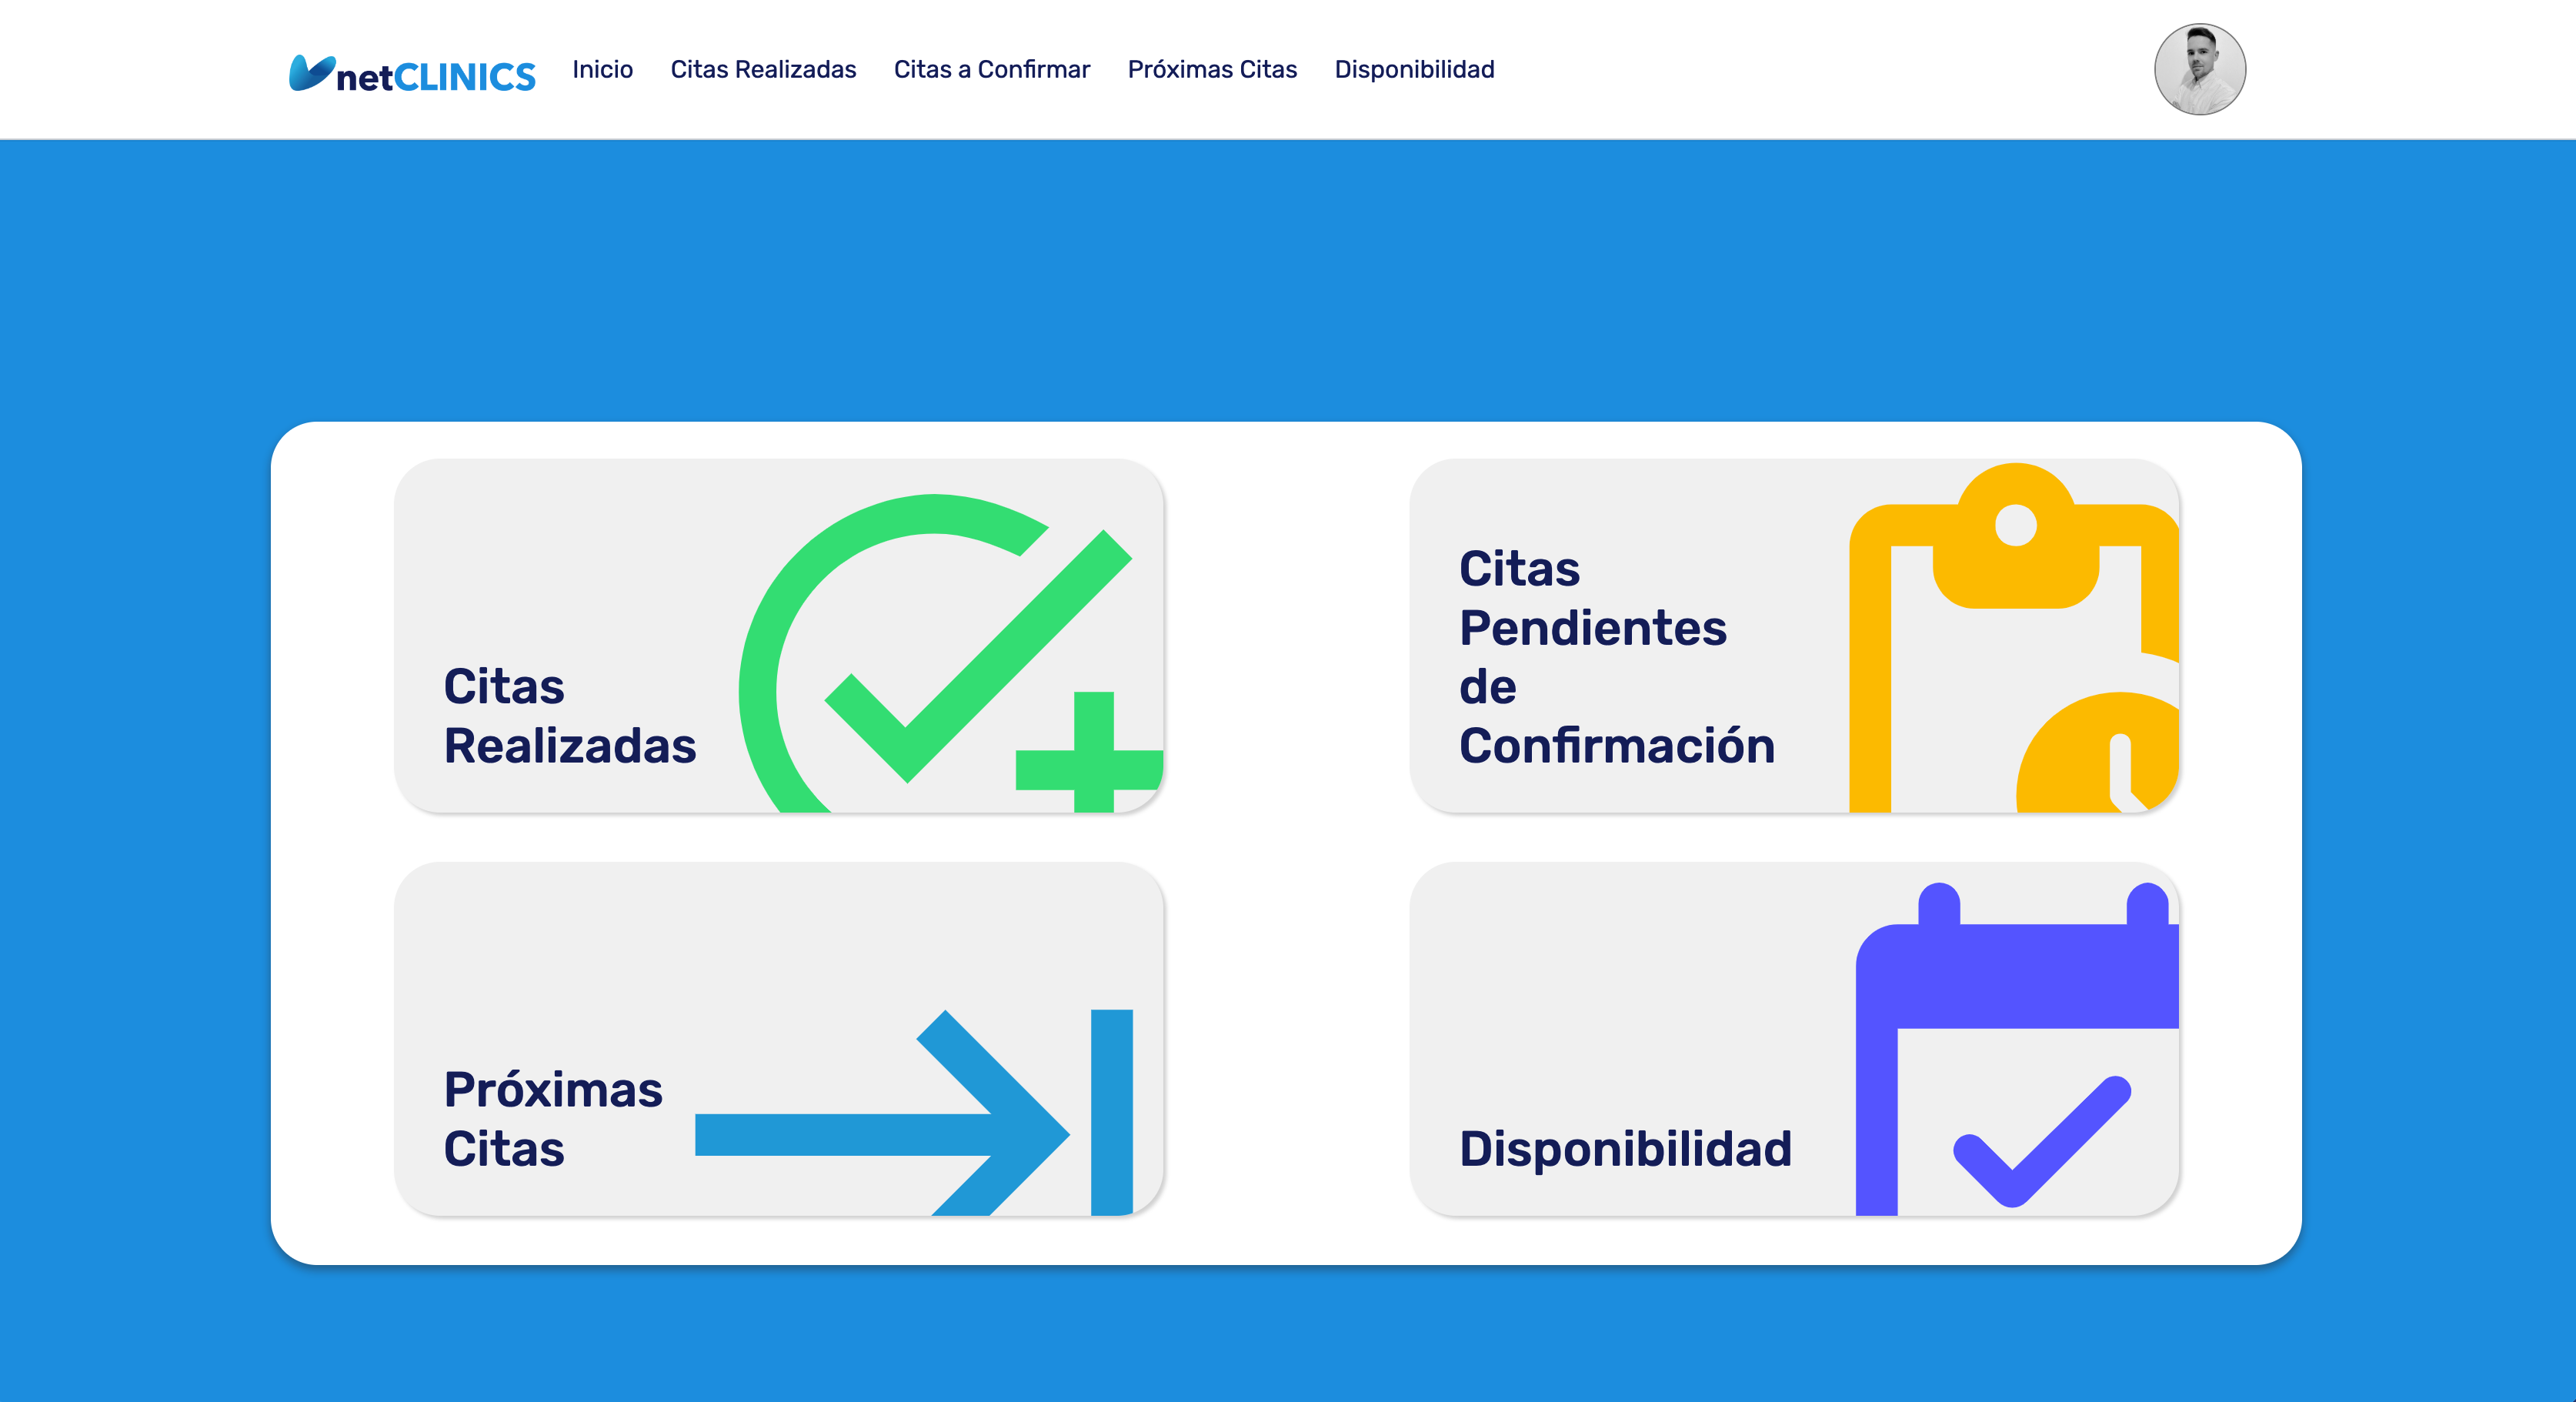 netCLINICS
Inicio
Citas Realizadas
Citas a Confirmar
Próximas Citas
Disponibilidad
Citas
Realizadas
Citas
Pendientes
de
Confirmación
Próximas
Citas
Disponibilidad